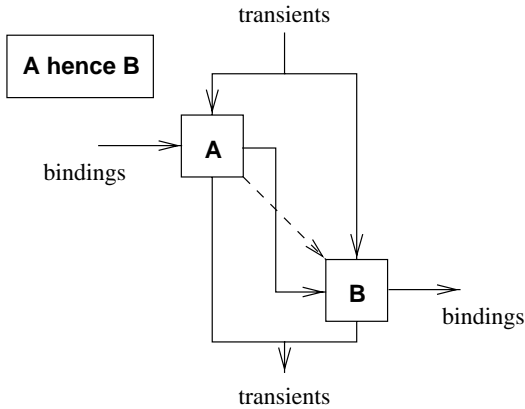 transients
A hence B
A
bindings
B
bindings
transients